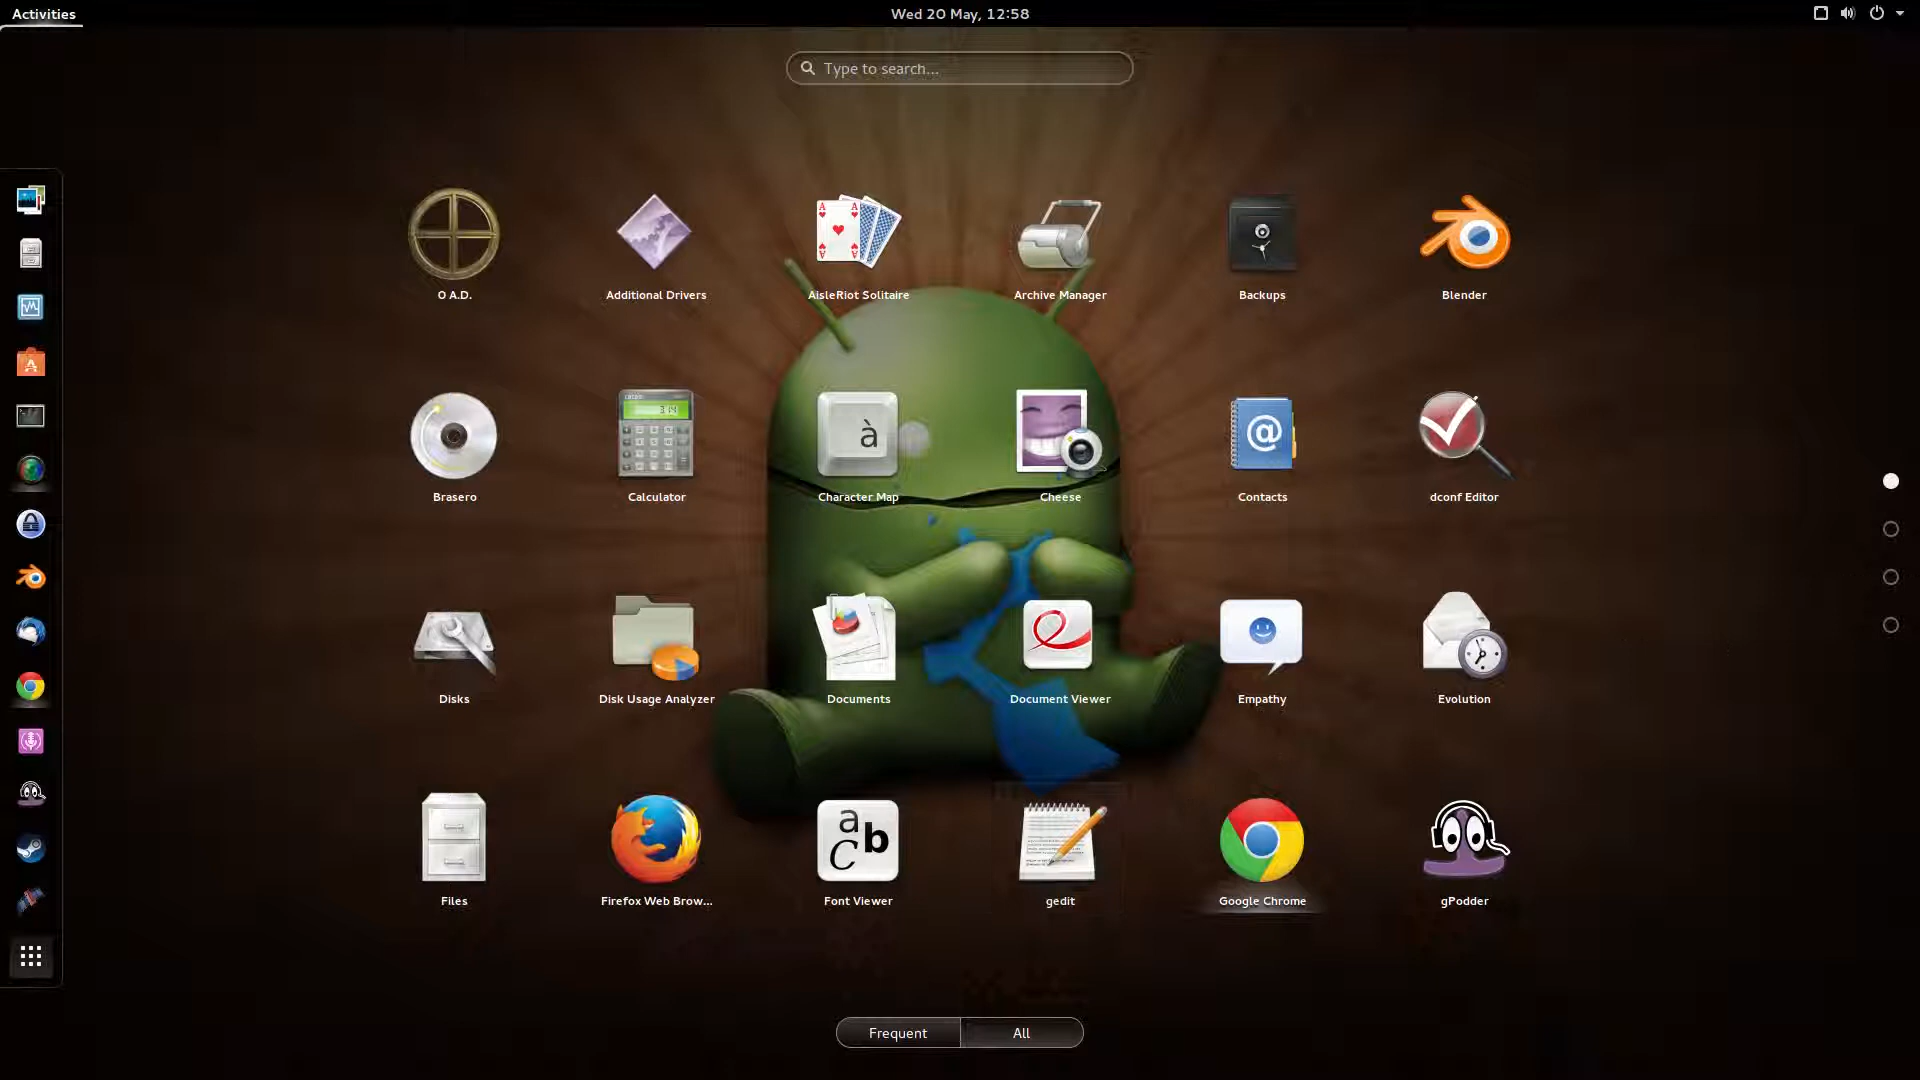 Activities
Wed 20 May, 12:58
Type to search...
0 A.D.
Additional Drivers
AisleRiot Solitaire
Archive Manager
Backups
Blender
Brasero
Calculator
Character Map
Cheese
Contacts
dconf Editor
Disks
Disk Usage Analyzer
Documents
Document Viewer
Empathy
Evolution
Files
Firefox Web Brow...
Font Viewer
gedit
Google Chrome
gPodder
Frequent
All